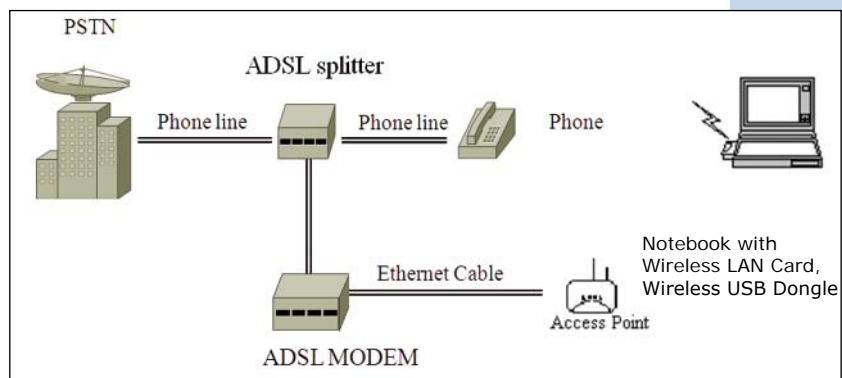 PSTN
ADSL splitter
Phone line
Phone line
Phone
Notebook with
Wireless LAN Card,
Wireless USB Dongle
Ethernet Cable
Access Point
ADSL MODEM